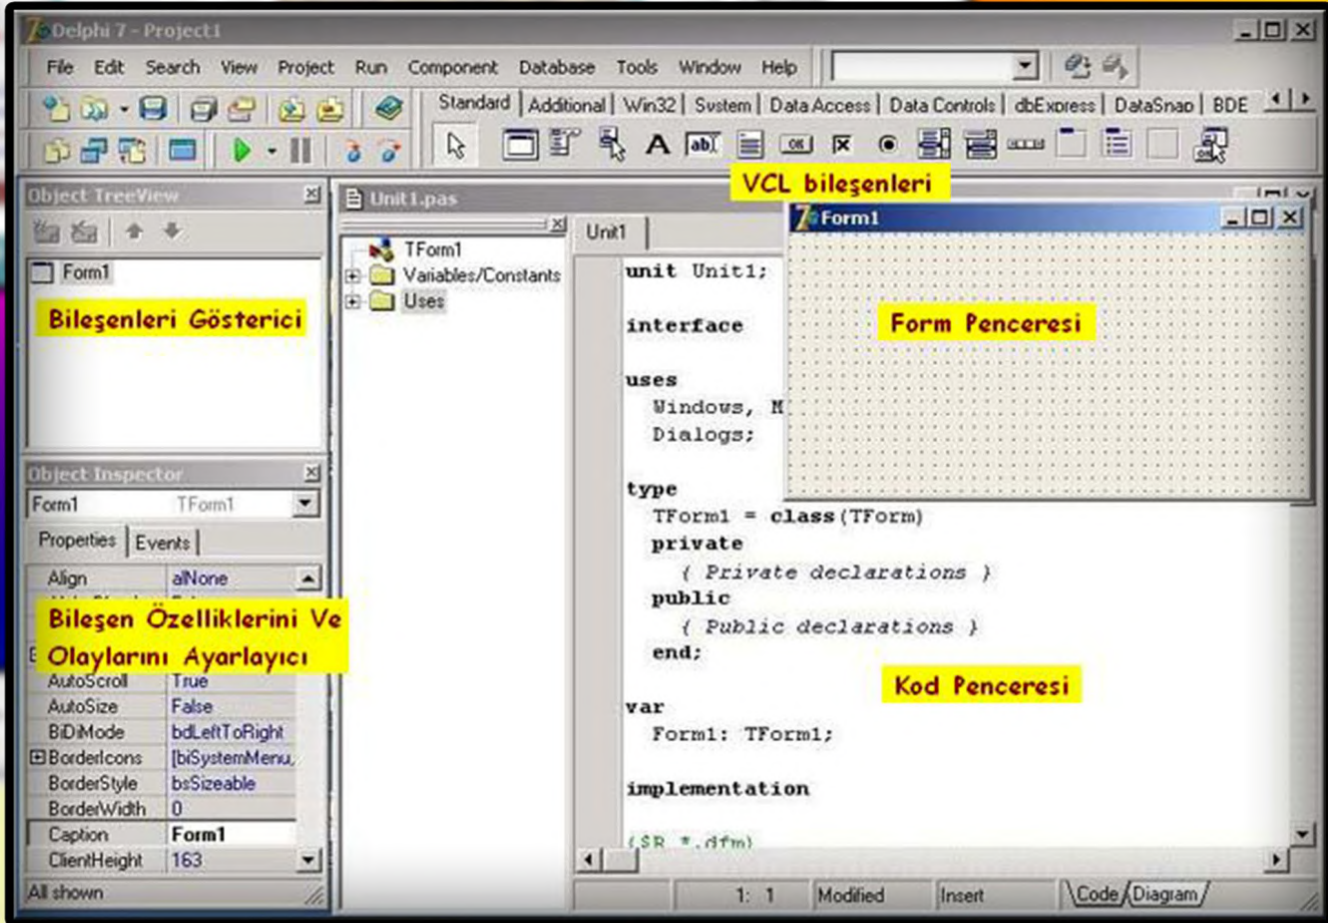 Delphi 7 - Project1
File Edit Search View Project Run Component Database Tools Window Help
Standard Additional Win32 System Data Access Data Controls dbExpress DataSnap BDE
VCL bileşenleri
Object TreeView
Form1
Bileşenleri Gösterici
Object Inspector
Form1 TForm1
Properties Events
Align alNone
Bileşen Özelliklerini Ve
Olaylarını Ayarlayıcı
AutoScroll True
AutoSize False
BiDiMode bdLeftToRight
BorderIcons [biSystemMenu,
BorderStyle bsSizeable
BorderWidth 0
Caption Form1
ClientHeight 163
All shown
Unit1.pas
TForm1
Variables/Constants
Uses
Unit1
unit Unit1;
interface
uses
Windows, M
Dialogs;
type
TForm1 = class(TForm)
private
{ Private declarations }
public
{ Public declarations }
end;
var
Form1: TForm1;
implementation
{$R *.dfm}
Form1
Form Penceresi
Kod Penceresi
1: 1 Modified Insert Code Diagram